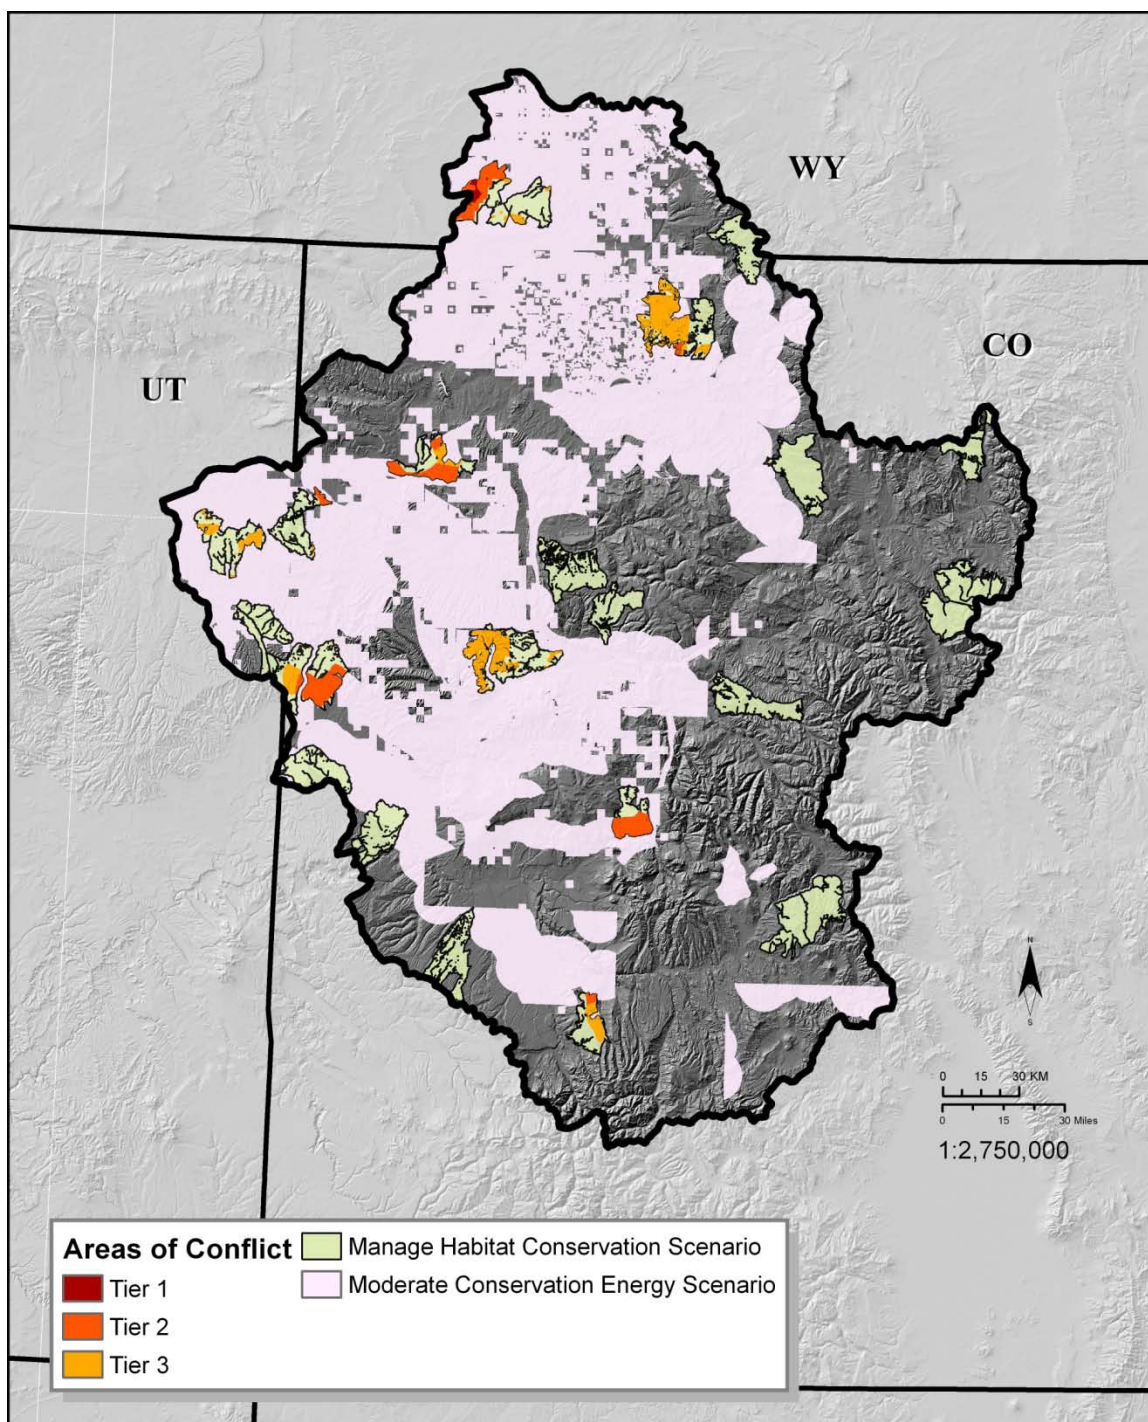 WY
CO
UT
N
S
0 15 30 KM
0 15 30 Miles
1:2,750,000
Areas of Conflict
Tier 1
Tier 2
Tier 3
Manage Habitat Conservation Scenario
Moderate Conservation Energy Scenario